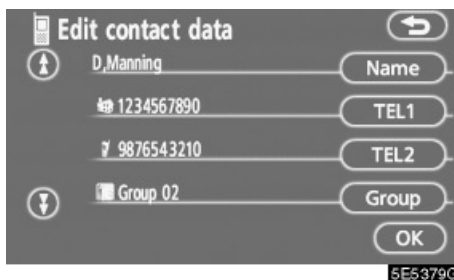 Edit contact data
D,Manning
Name
1234567890
TEL1
9876543210
TEL2
Group 02
Group
OK
5E5379G